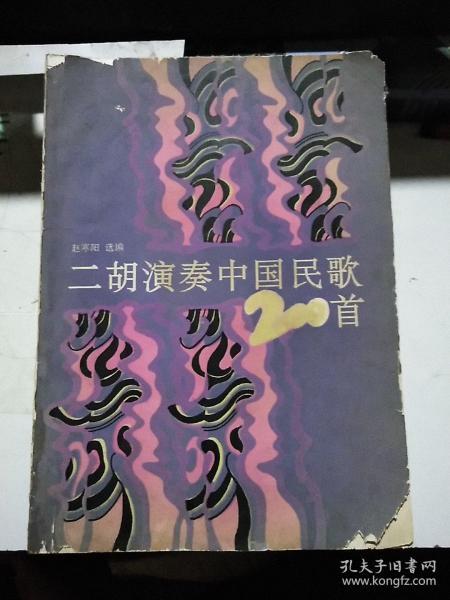 赵寒阳 选编
二胡演奏中国民歌
200首
孔夫子旧书网
www.kongfz.com